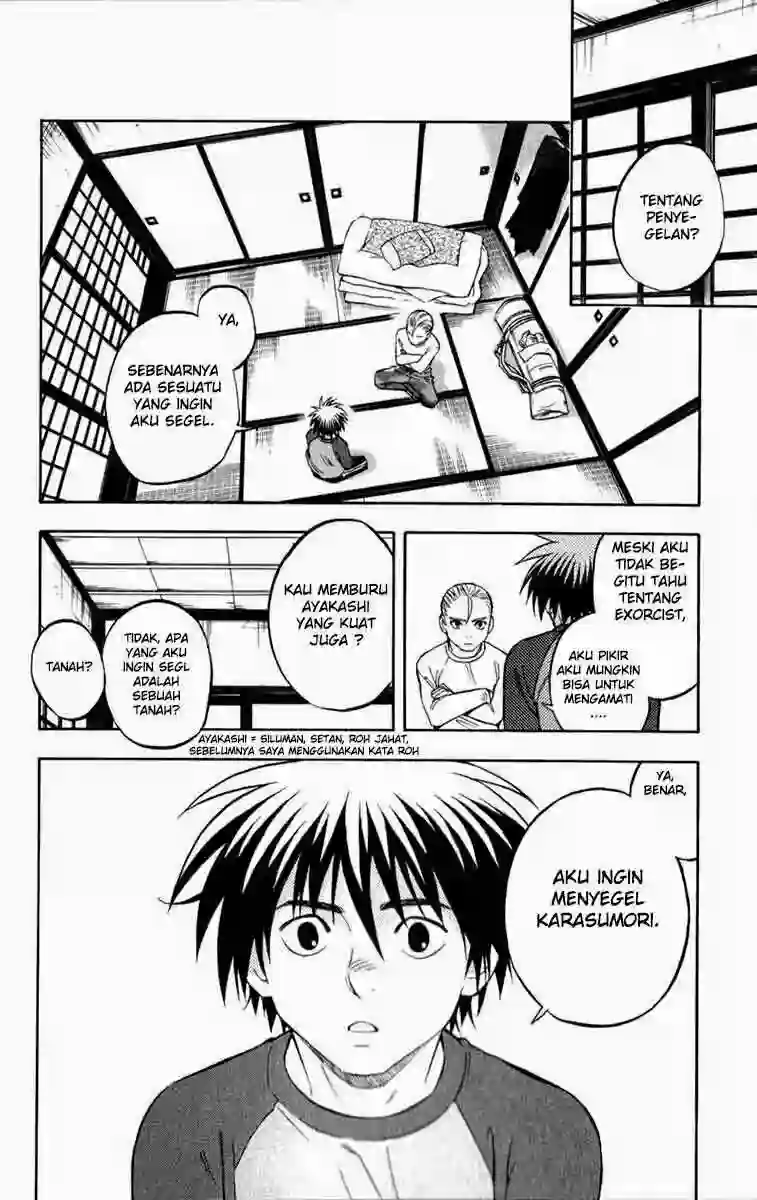 TENTANG
PENYE-
GELAN?
YA,
SEBENARNYA
ADA SESUATU
YANG INGIN
AKU SEGEL.
MESKI AKU
TIDAK BE-
GITU TAHU
TENTANG
EXORCIST,
AKU PIKIR
AKU MUNGKIN
BISA UNTUK
MENGAMATI
....
KAU MEMBURU
AYAKASHI
YANG KUAT
JUGA ?
TIDAK, APA
YANG AKU
INGIN SEGL
ADALAH
SEBUAH
TANAH?
TANAH?
AYAKASHI = SILUMAN, SETAN, ROH JAHAT,
SEBELUMNYA SAYA MENGGUNAKAN KATA ROH
YA,
BENAR,
AKU INGIN
MENYEGEL
KARASUMORI.